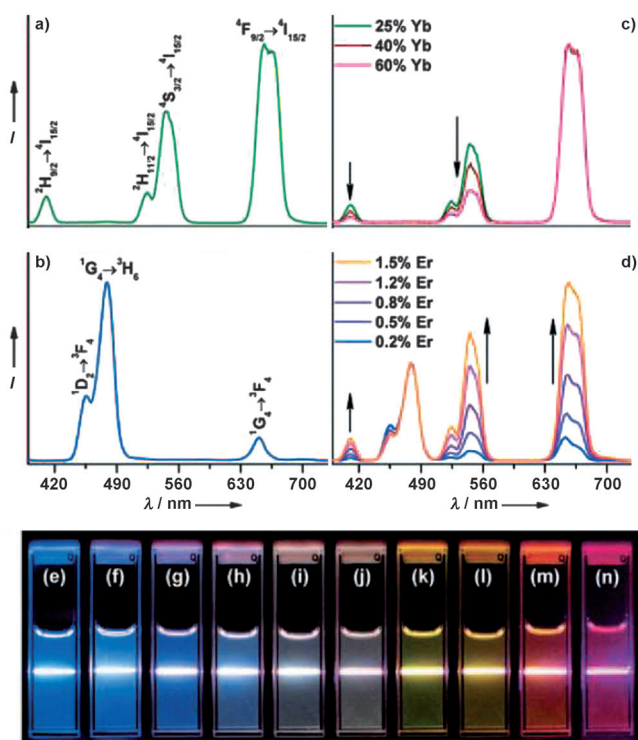 a)
²H₉/₂→⁴I₁₅/₂
²H₁₁/₂→⁴I₁₅/₂
⁴S₃/₂→⁴I₁₅/₂
⁴F₉/₂→⁴I₁₅/₂
I
c)
25% Yb
40% Yb
60% Yb
b)
¹D₂→³F₄
¹G₄→³H₆
¹G₄→³F₄
I
d)
1.5% Er
1.2% Er
0.8% Er
0.5% Er
0.2% Er
420 490 560 630 700
λ / nm
420 490 560 630 700
λ / nm
Q Q Q Q Q Q Q Q Q Q
(e) (f) (g) (h) (i) (j) (k) (l) (m) (n)